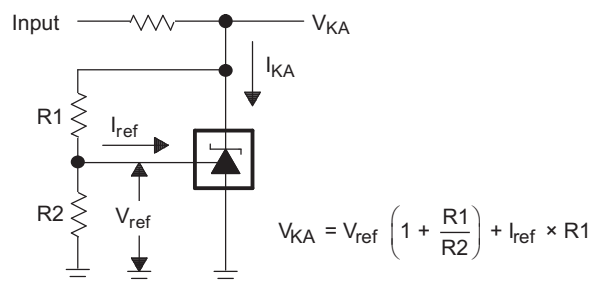 Input
V_KA
I_KA
R1
I_ref
R2
V_ref
V_KA = V_ref (1 + R1/R2) + I_ref × R1